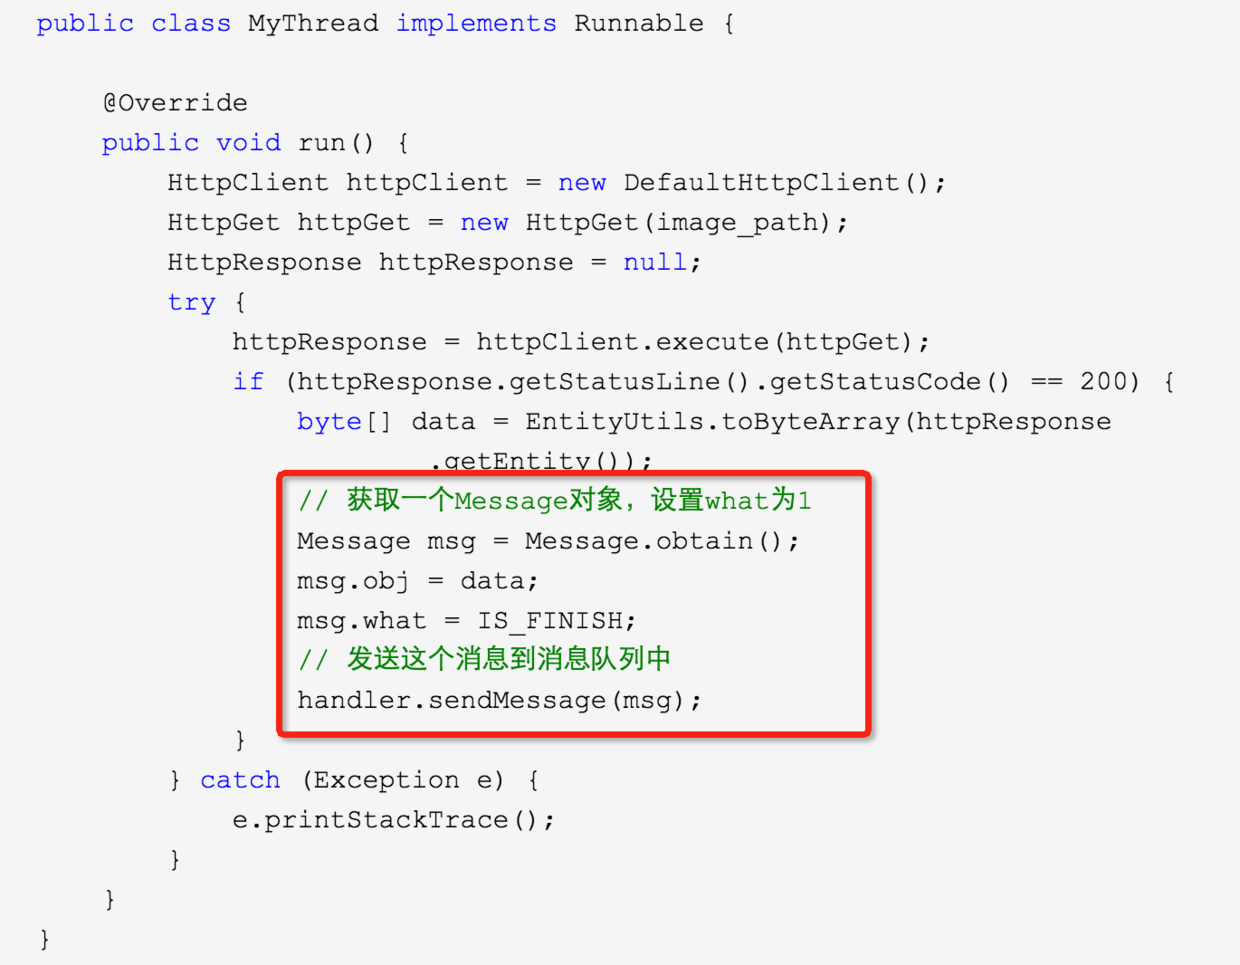 public class MyThread implements Runnable {
@Override
public void run() {
HttpClient httpClient = new DefaultHttpClient();
HttpGet httpGet = new HttpGet(image_path);
HttpResponse httpResponse = null;
try {
httpResponse = httpClient.execute(httpGet);
if (httpResponse.getStatusLine().getStatusCode() == 200) {
byte[] data = EntityUtils.toByteArray(httpResponse
.getEntity());
// 获取一个Message对象，设置what为1
Message msg = Message.obtain();
msg.obj = data;
msg.what = IS_FINISH;
// 发送这个消息到消息队列中
handler.sendMessage(msg);
}
} catch (Exception e) {
e.printStackTrace();
}
}
}